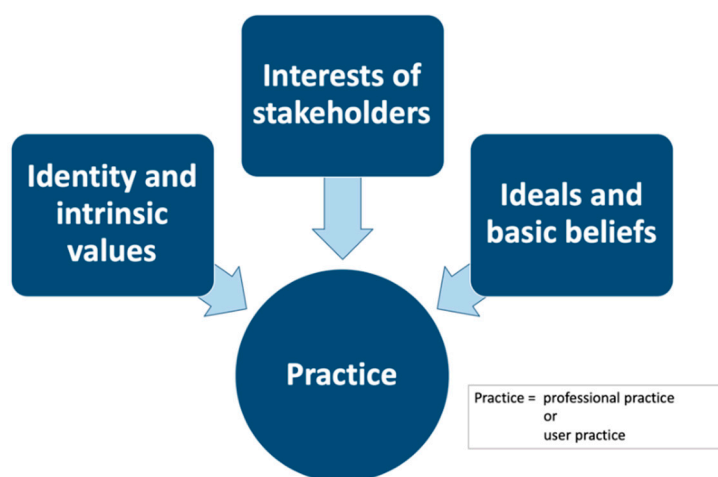 Interests of
stakeholders
Identity and
intrinsic
values
Ideals and
basic beliefs
Practice
Practice = professional practice
or
user practice